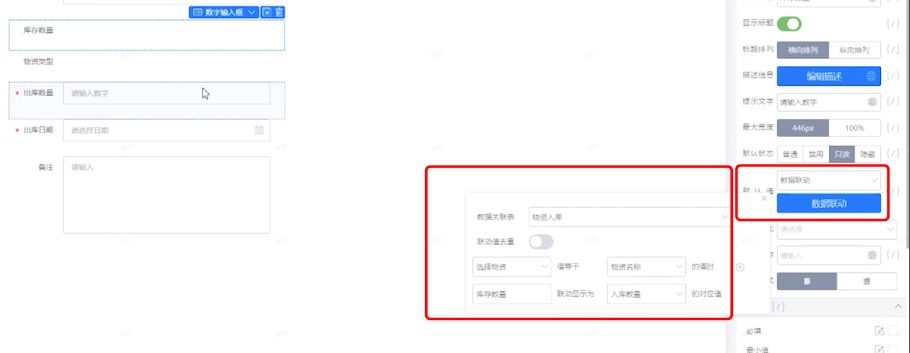 数字输入框
库存数量
物资类型
* 出库数量 请输入数字
* 出库日期 请选择日期
备注 请输入
数据关联表 物资入库
联动值去重
选择物资 值等于 物资名称 的值时
库存数量 联动显示为 入库数量 的对应值
显示标题 {/}
标题排列 横向排列 纵向排列 {/}
描述信息 编辑描述 {/}
提示文字 请输入数字 {/}
最大宽度 446px 100% {/}
默认状态 普通 禁用 只读 隐藏 {/}
默认值 数据联动 {/}
数据联动
请选择 {/}
请输入 {/}
是 {/}
{/}
必填
最小值